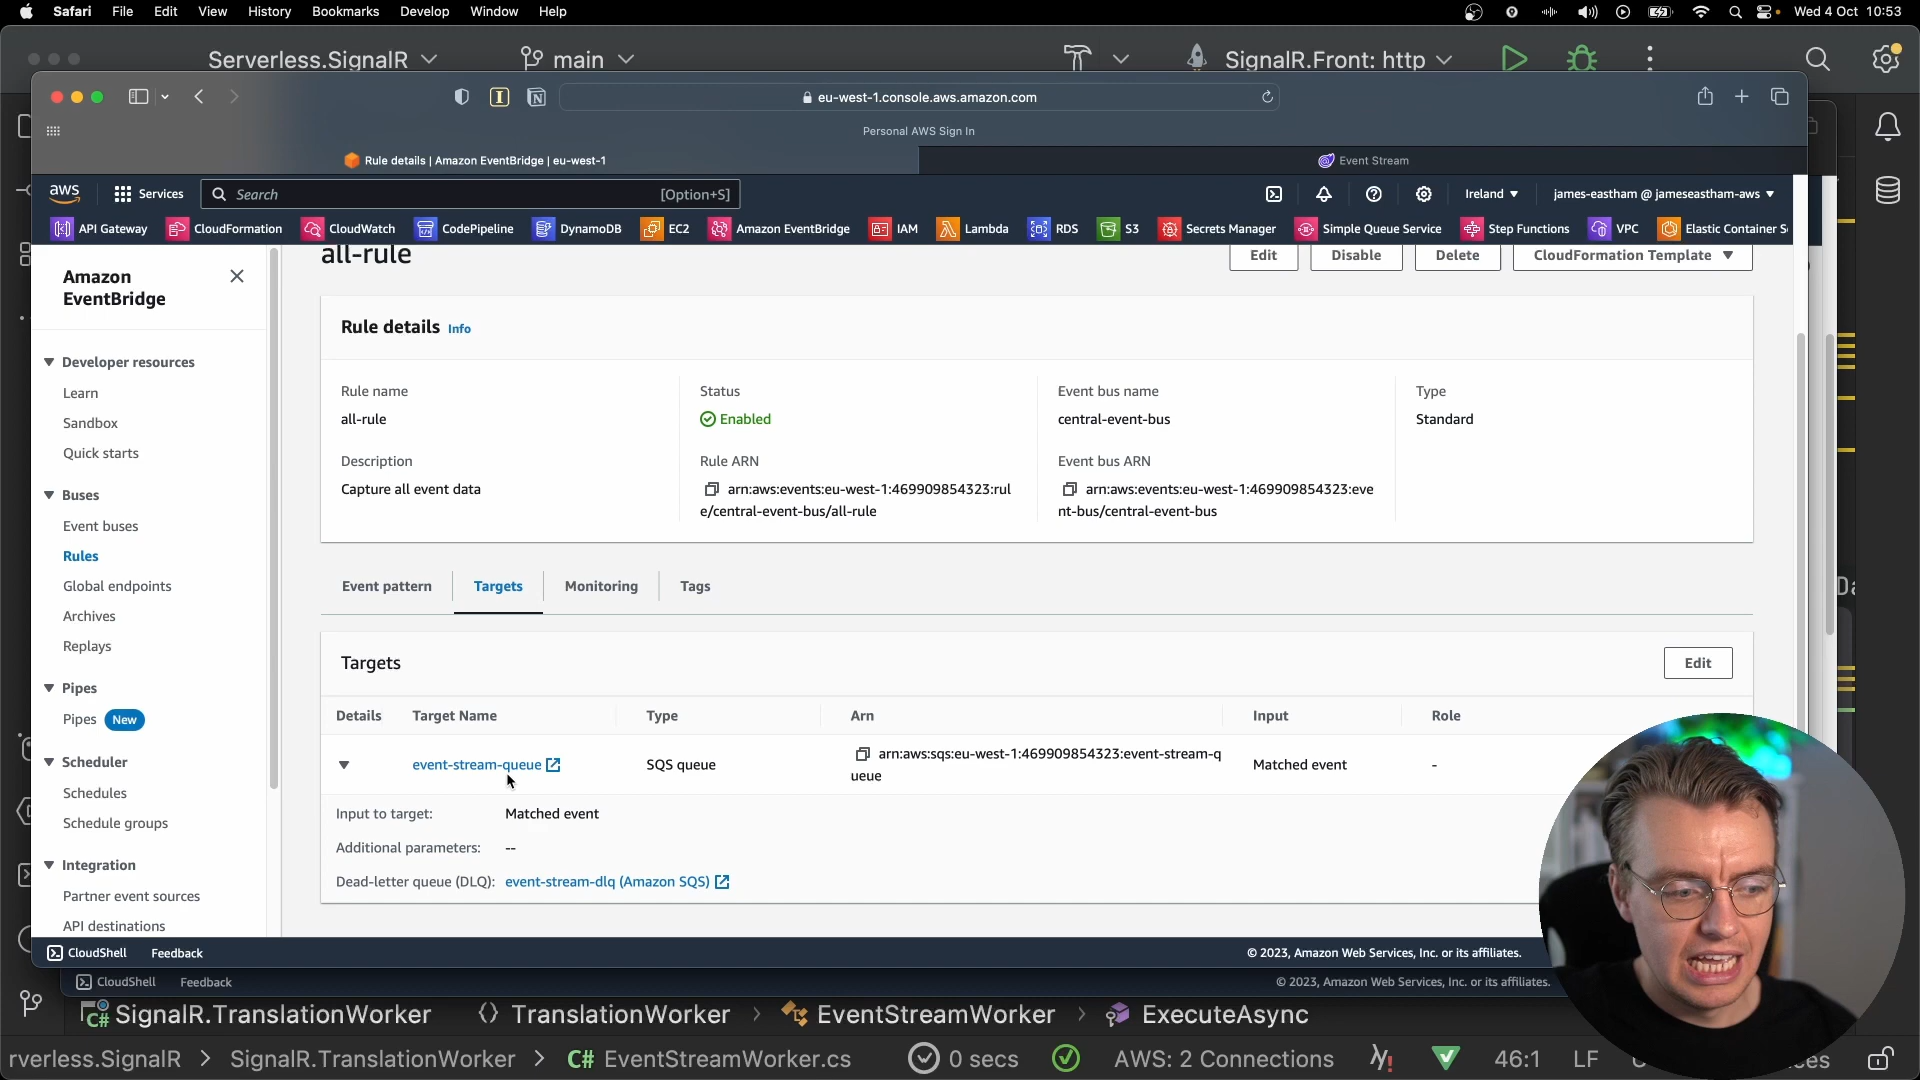 Safari File Edit View History Bookmarks Develop Window Help Wed 4 Oct 10:53
Serverless.SignalR main SignalR.Front: http
eu-west-1.console.aws.amazon.com
Personal AWS Sign In
Rule details | Amazon EventBridge | eu-west-1 Event Stream
aws Services Search [Option+S] Ireland james-eastham @ jameseastham-aws
API Gateway CloudFormation CloudWatch CodePipeline DynamoDB EC2 Amazon EventBridge IAM Lambda RDS S3 Secrets Manager Simple Queue Service Step Functions VPC Elastic Container S
Amazon
EventBridge
Developer resources
Learn
Sandbox
Quick starts
Buses
Event buses
Rules
Global endpoints
Archives
Replays
Pipes
Pipes New
Scheduler
Schedules
Schedule groups
Integration
Partner event sources
API destinations
all-rule
Edit Disable Delete CloudFormation Template
Rule details Info
Rule name
all-rule
Description
Capture all event data
Status
Enabled
Rule ARN
arn:aws:events:eu-west-1:469909854323:rul
e/central-event-bus/all-rule
Event bus name
central-event-bus
Event bus ARN
arn:aws:events:eu-west-1:469909854323:eve
nt-bus/central-event-bus
Type
Standard
Event pattern Targets Monitoring Tags
Targets Edit
Details Target Name Type Arn Input Role
event-stream-queue SQS queue arn:aws:sqs:eu-west-1:469909854323:event-stream-q
ueue Matched event -
Input to target: Matched event
Additional parameters: --
Dead-letter queue (DLQ): event-stream-dlq (Amazon SQS)
CloudShell Feedback © 2023, Amazon Web Services, Inc. or its affiliates.
CloudShell Feedback © 2023, Amazon Web Services, Inc. or its affiliates.
C# SignalR.TranslationWorker TranslationWorker EventStreamWorker ExecuteAsync
rverless.SignalR SignalR.TranslationWorker C# EventStreamWorker.cs 0 secs AWS: 2 Connections 46:1 LF